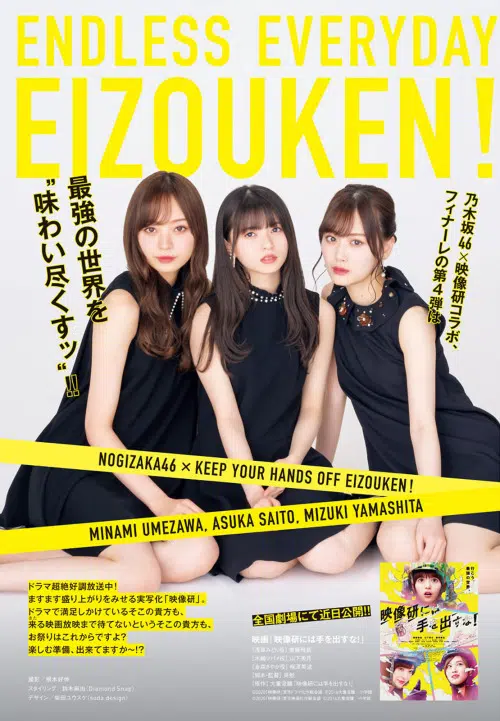 ENDLESS EVERYDAY
EIZOUKEN!
最強の世界を
"味わい尽くすッ"!!
乃木坂46×映像研コラボ、
フィナーレの第4弾は
NOGIZAKA46 × KEEP YOUR HANDS OFF EIZOUKEN!
MINAMI UMEZAWA, ASUKA SAITO, MIZUKI YAMASHITA
ドラマ超絶好調放送中!
ますます盛り上がりをみせる実写化「映像研」。
ドラマで満足しかけているそこの貴方も、
来る映画放映まで待てないというそこの貴方も、
お祭りはこれからですよ?
楽しむ準備、出来てますか〜!?
全国劇場にて近日公開!!
映画「映像研には手を出すな!」
映像研には
手を出すな!